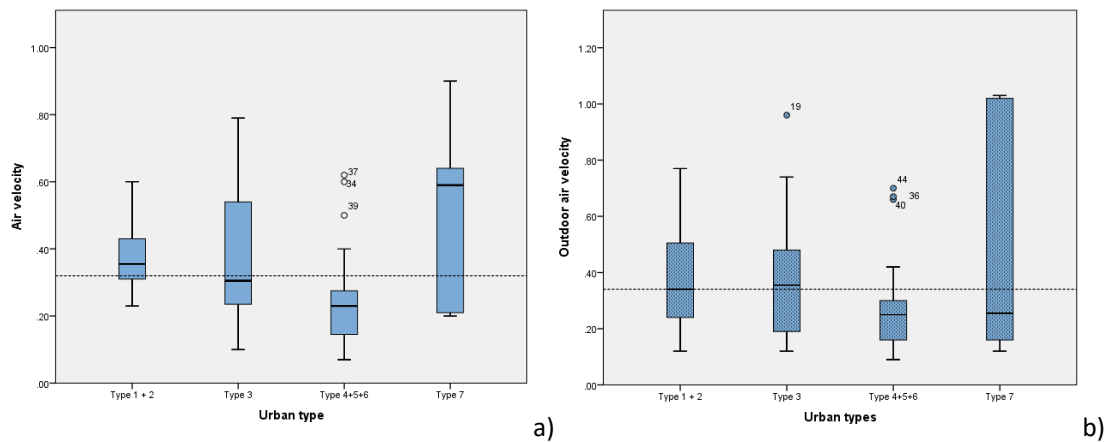 Air velocity
1.00
.80
.60
.40
.20
.00
37
34
39
Type 1 + 2
Type 3
Type 4+5+6
Type 7
Urban type
a)
Outdoor air velocity
1.20
1.00
.80
.60
.40
.20
.00
19
44
36
40
Type 1 + 2
Type 3
Type 4+5+6
Type 7
Urban types
b)